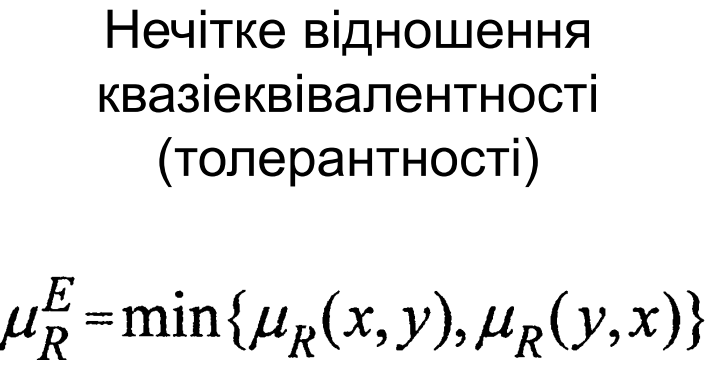 Нечітке відношення
квазіеквівалентності
(толерантності)
μ_R^E = min{μ_R(x, y), μ_R(y, x)}